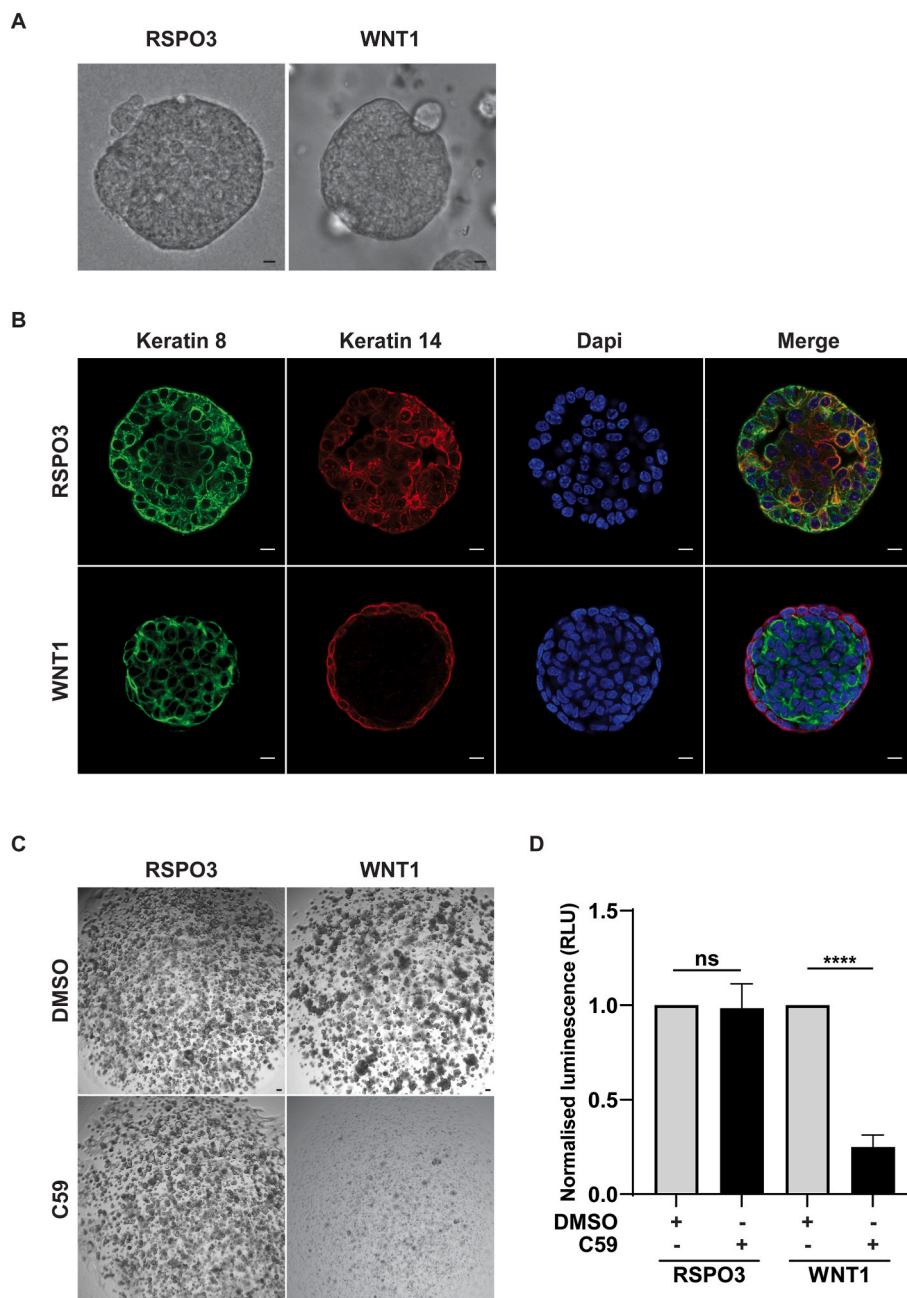 A
RSPO3 WNT1
B
Keratin 8 Keratin 14 Dapi Merge
RSPO3
WNT1
C
RSPO3 WNT1
DMSO
C59
D
Normalised luminescence (RLU)
1.5
1.0
0.5
0.0
ns ****
DMSO + - + -
C59 - + - +
RSPO3 WNT1